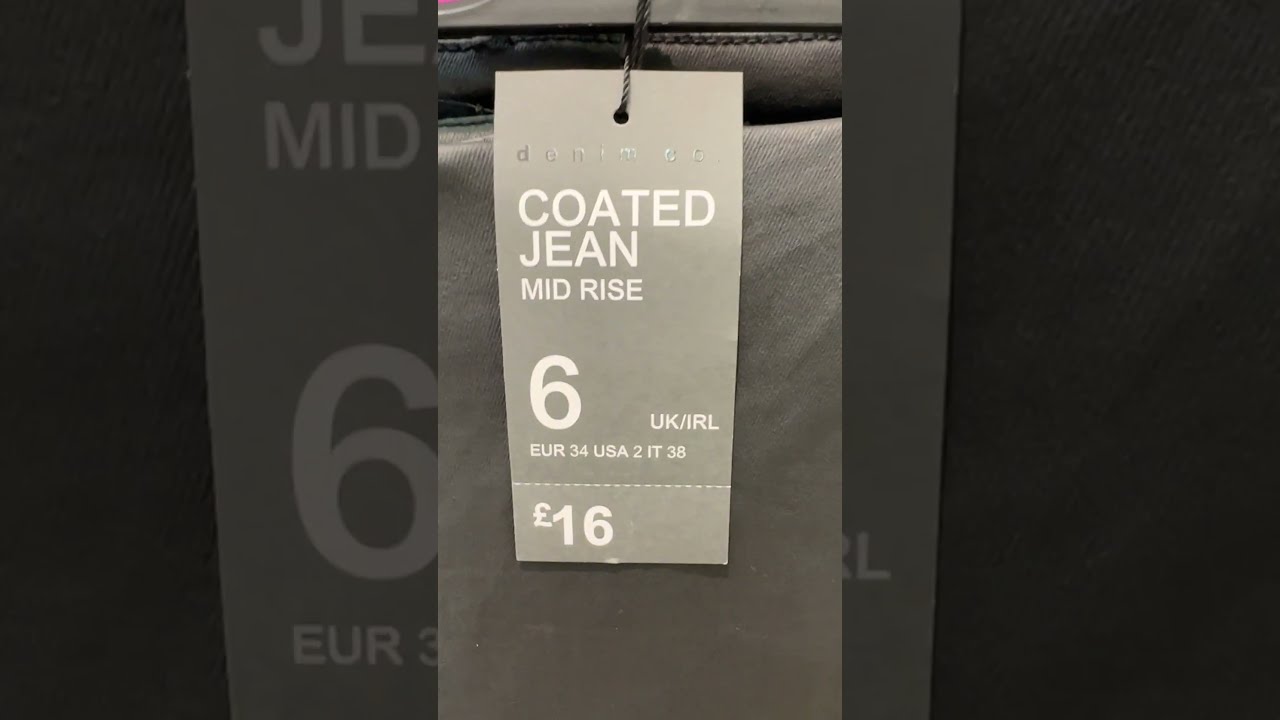 denim co.
COATED
JEAN
MID RISE
6 UK/IRL
EUR 34 USA 2 IT 38
£16